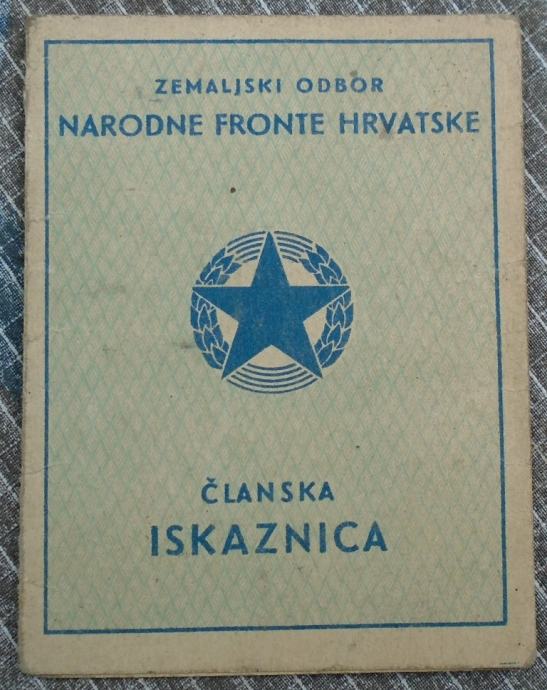 ZEMALJSKI ODBOR
NARODNE FRONTE HRVATSKE
ČLANSKA
ISKAZNICA